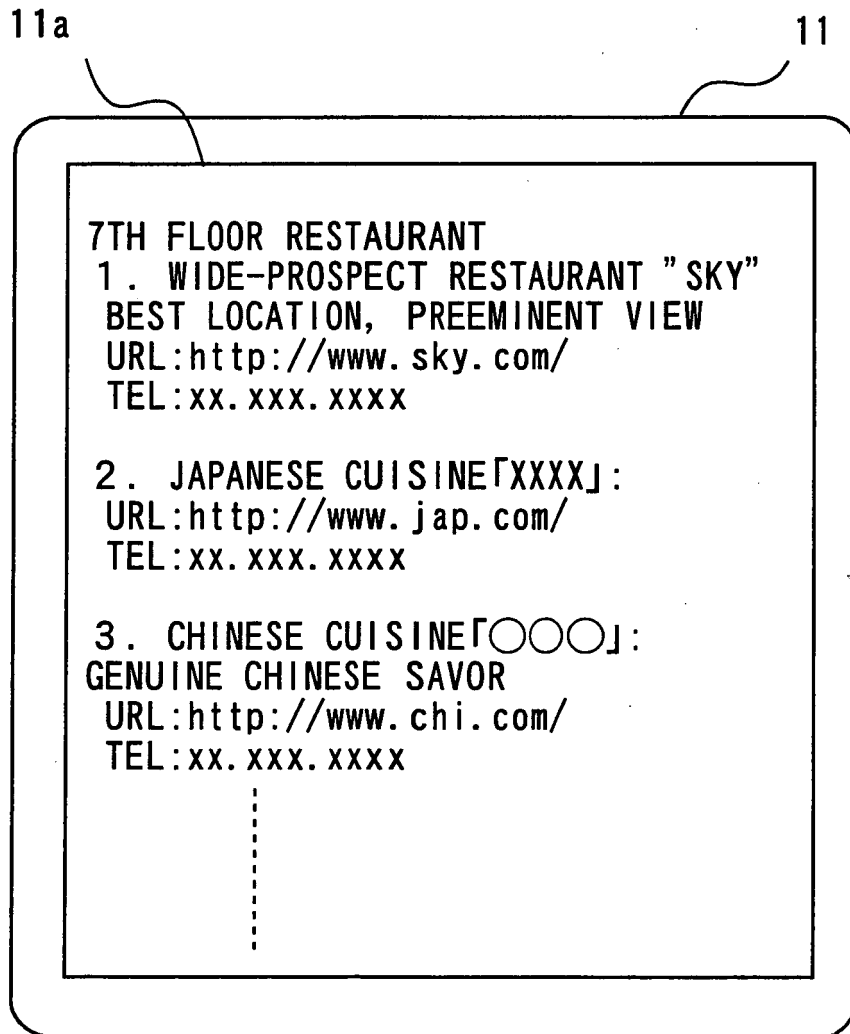 11a
11
7TH FLOOR RESTAURANT
1. WIDE-PROSPECT RESTAURANT "SKY"
BEST LOCATION, PREEMINENT VIEW
URL:http://www.sky.com/
TEL:xx.xxx.xxxx
2. JAPANESE CUISINE「XXXX」:
URL:http://www.jap.com/
TEL:xx.xxx.xxxx
3. CHINESE CUISINE「○○○」:
GENUINE CHINESE SAVOR
URL:http://www.chi.com/
TEL:xx.xxx.xxxx